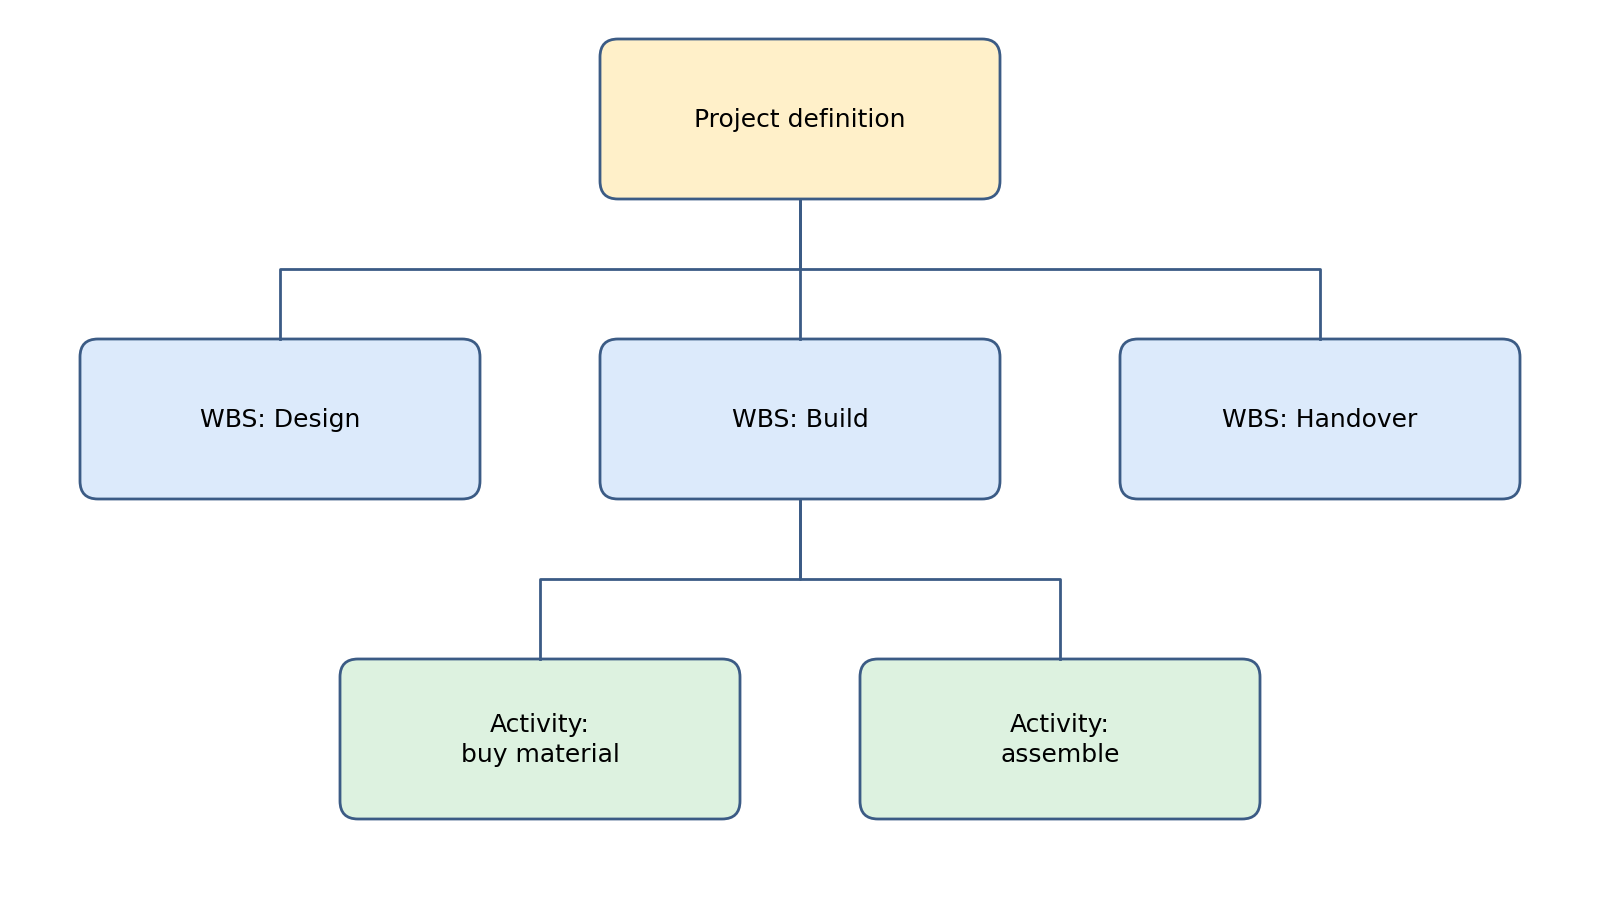 Project definition
WBS: Design
WBS: Build
WBS: Handover
Activity:
buy material
Activity:
assemble